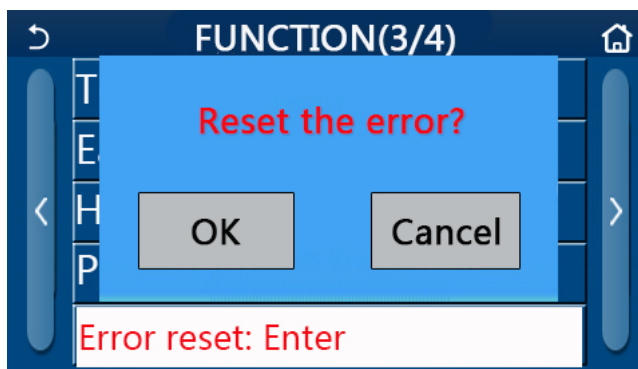 FUNCTION(3/4)
Reset the error?
OK
Cancel
Error reset: Enter